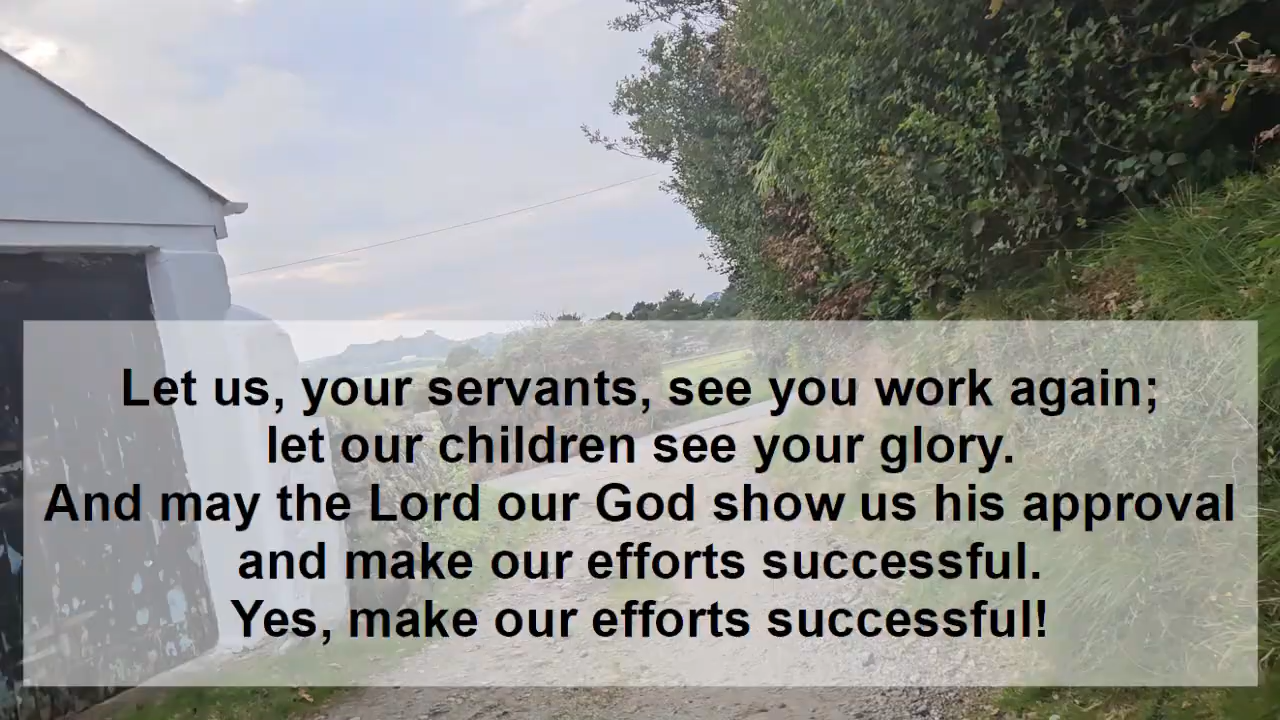 Let us, your servants, see you work again;
let our children see your glory.
And may the Lord our God show us his approval
and make our efforts successful.
Yes, make our efforts successful!